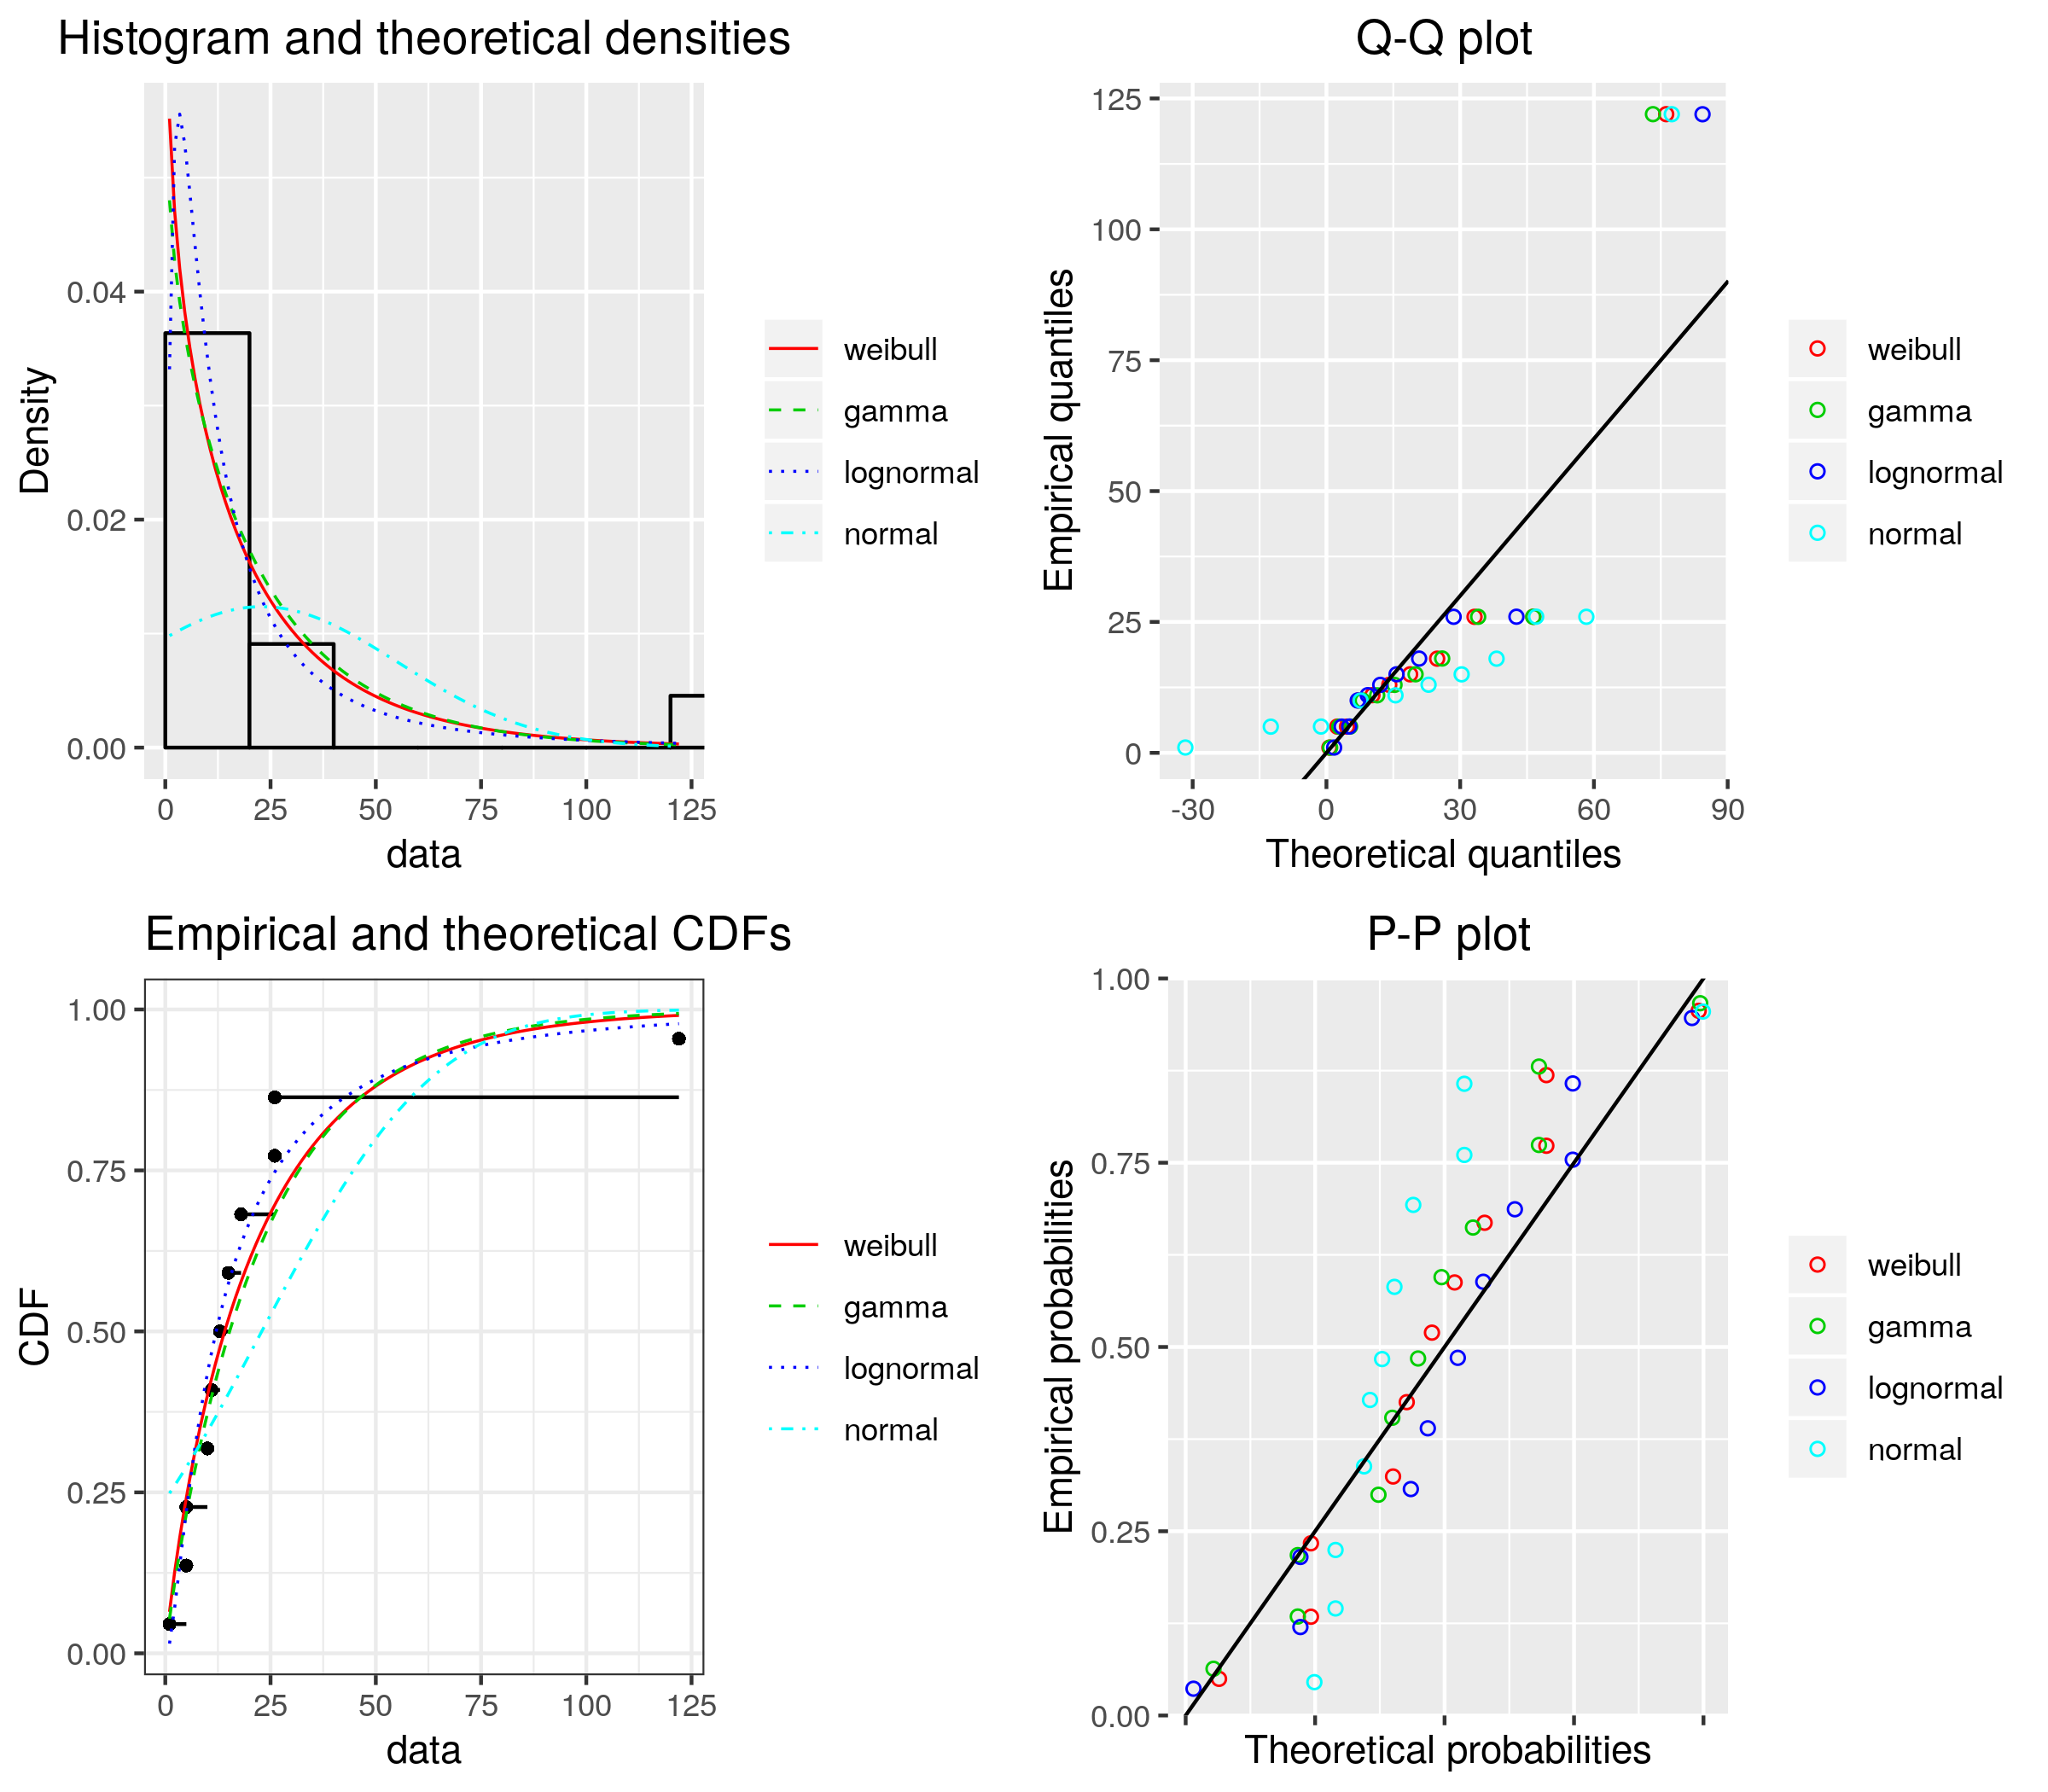 Histogram and theoretical densities
Density
0.04
0.02
0.00
0 25 50 75 100 125
data
weibull
gamma
lognormal
normal
Q-Q plot
Empirical quantiles
125
100
75
50
25
0
-30 0 30 60 90
Theoretical quantiles
weibull
gamma
lognormal
normal
Empirical and theoretical CDFs
CDF
1.00
0.75
0.50
0.25
0.00
0 25 50 75 100 125
data
weibull
gamma
lognormal
normal
P-P plot
Empirical probabilities
1.00
0.75
0.50
0.25
0.00
Theoretical probabilities
weibull
gamma
lognormal
normal